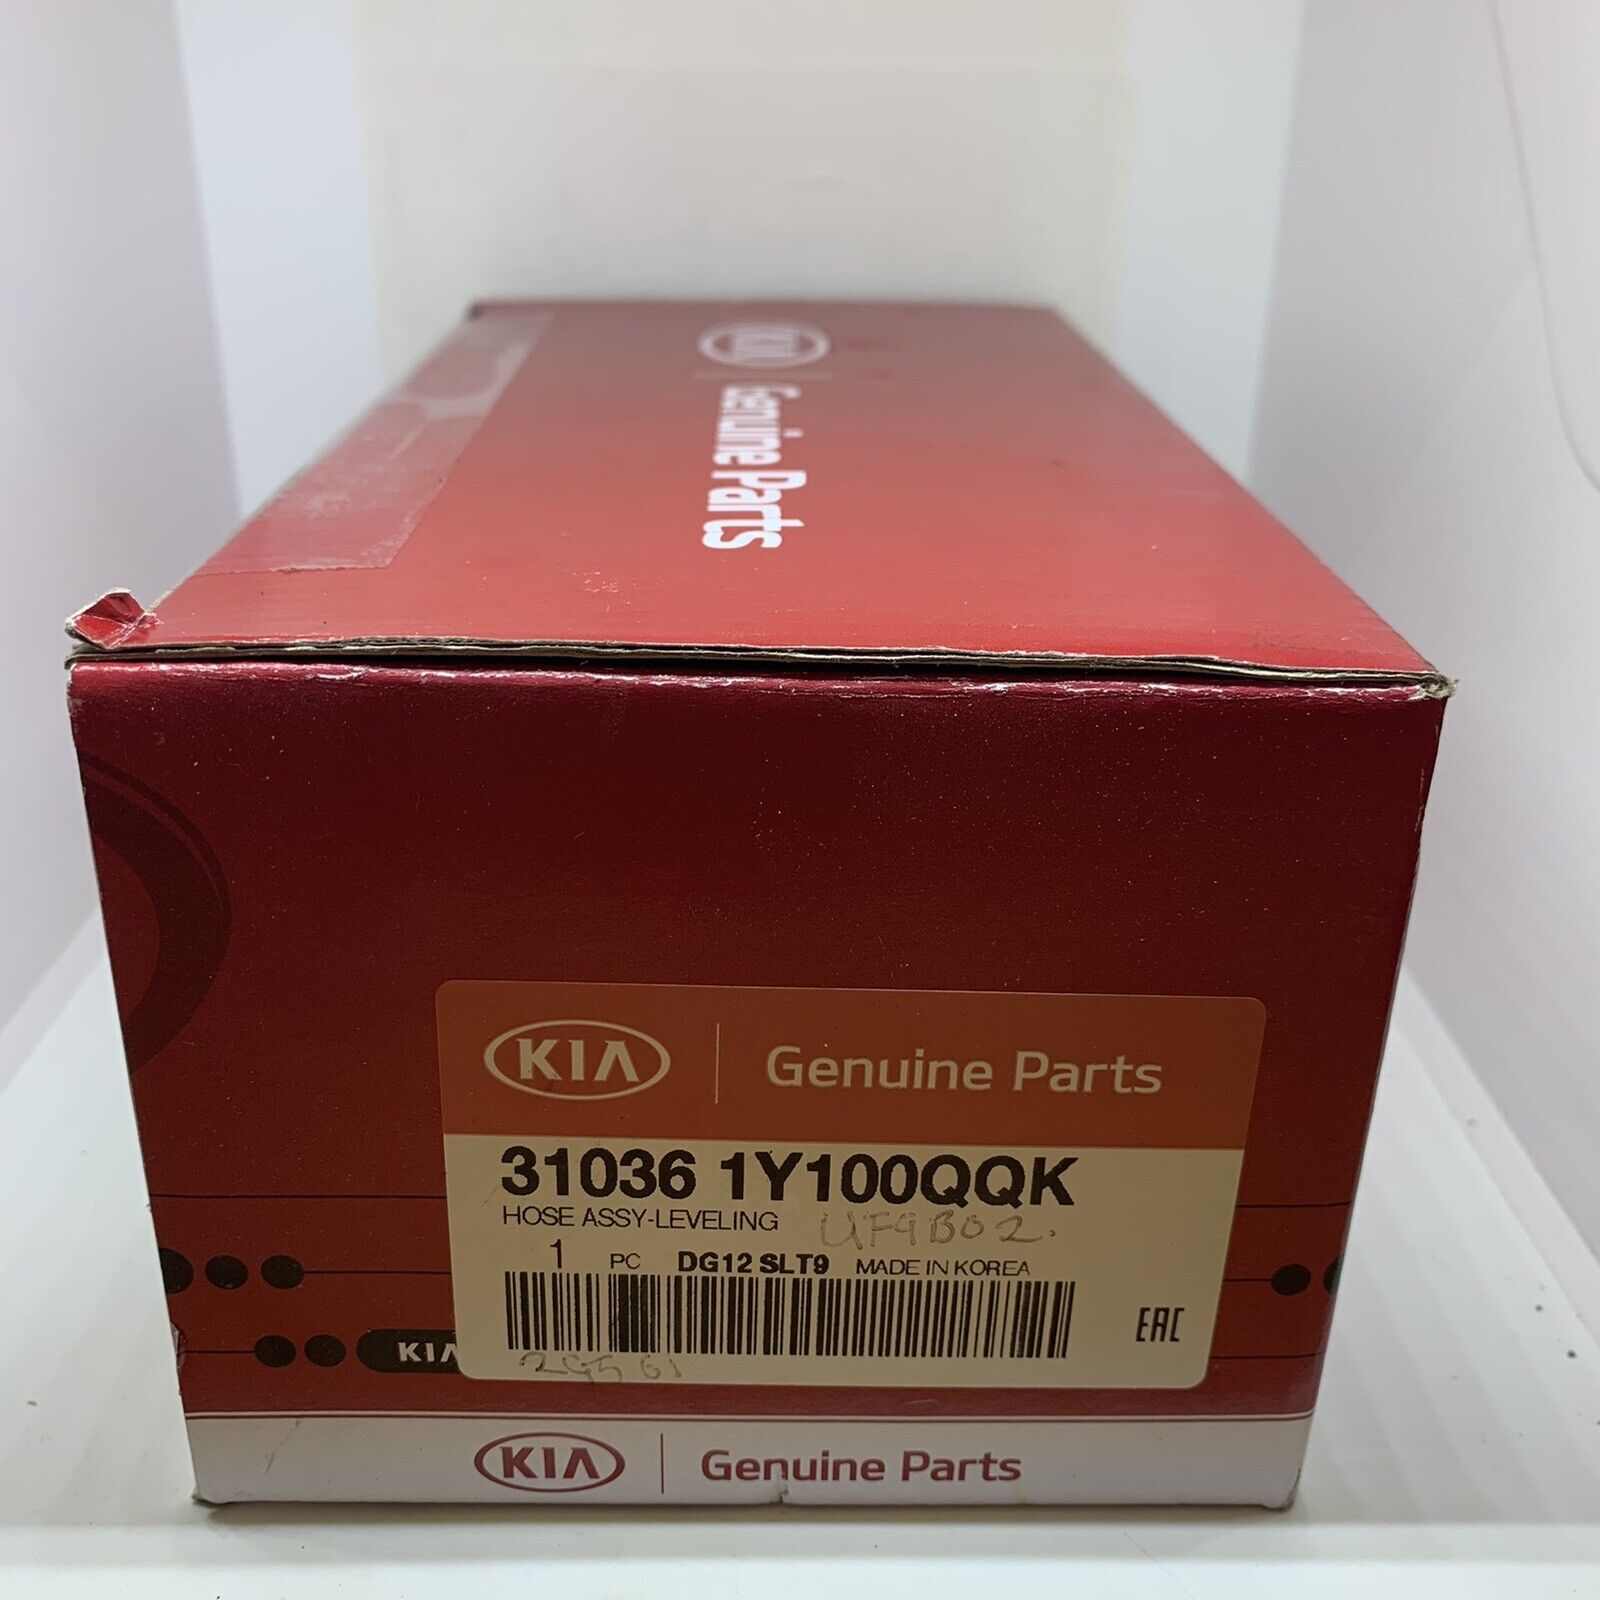 KIA
Genuine Parts
KIA Genuine Parts
31036 1Y100QQK
HOSE ASSY-LEVELING UF9B02.
1 PC DG12 SLT9 MADE IN KOREA
EAC
KIA
KIA Genuine Parts